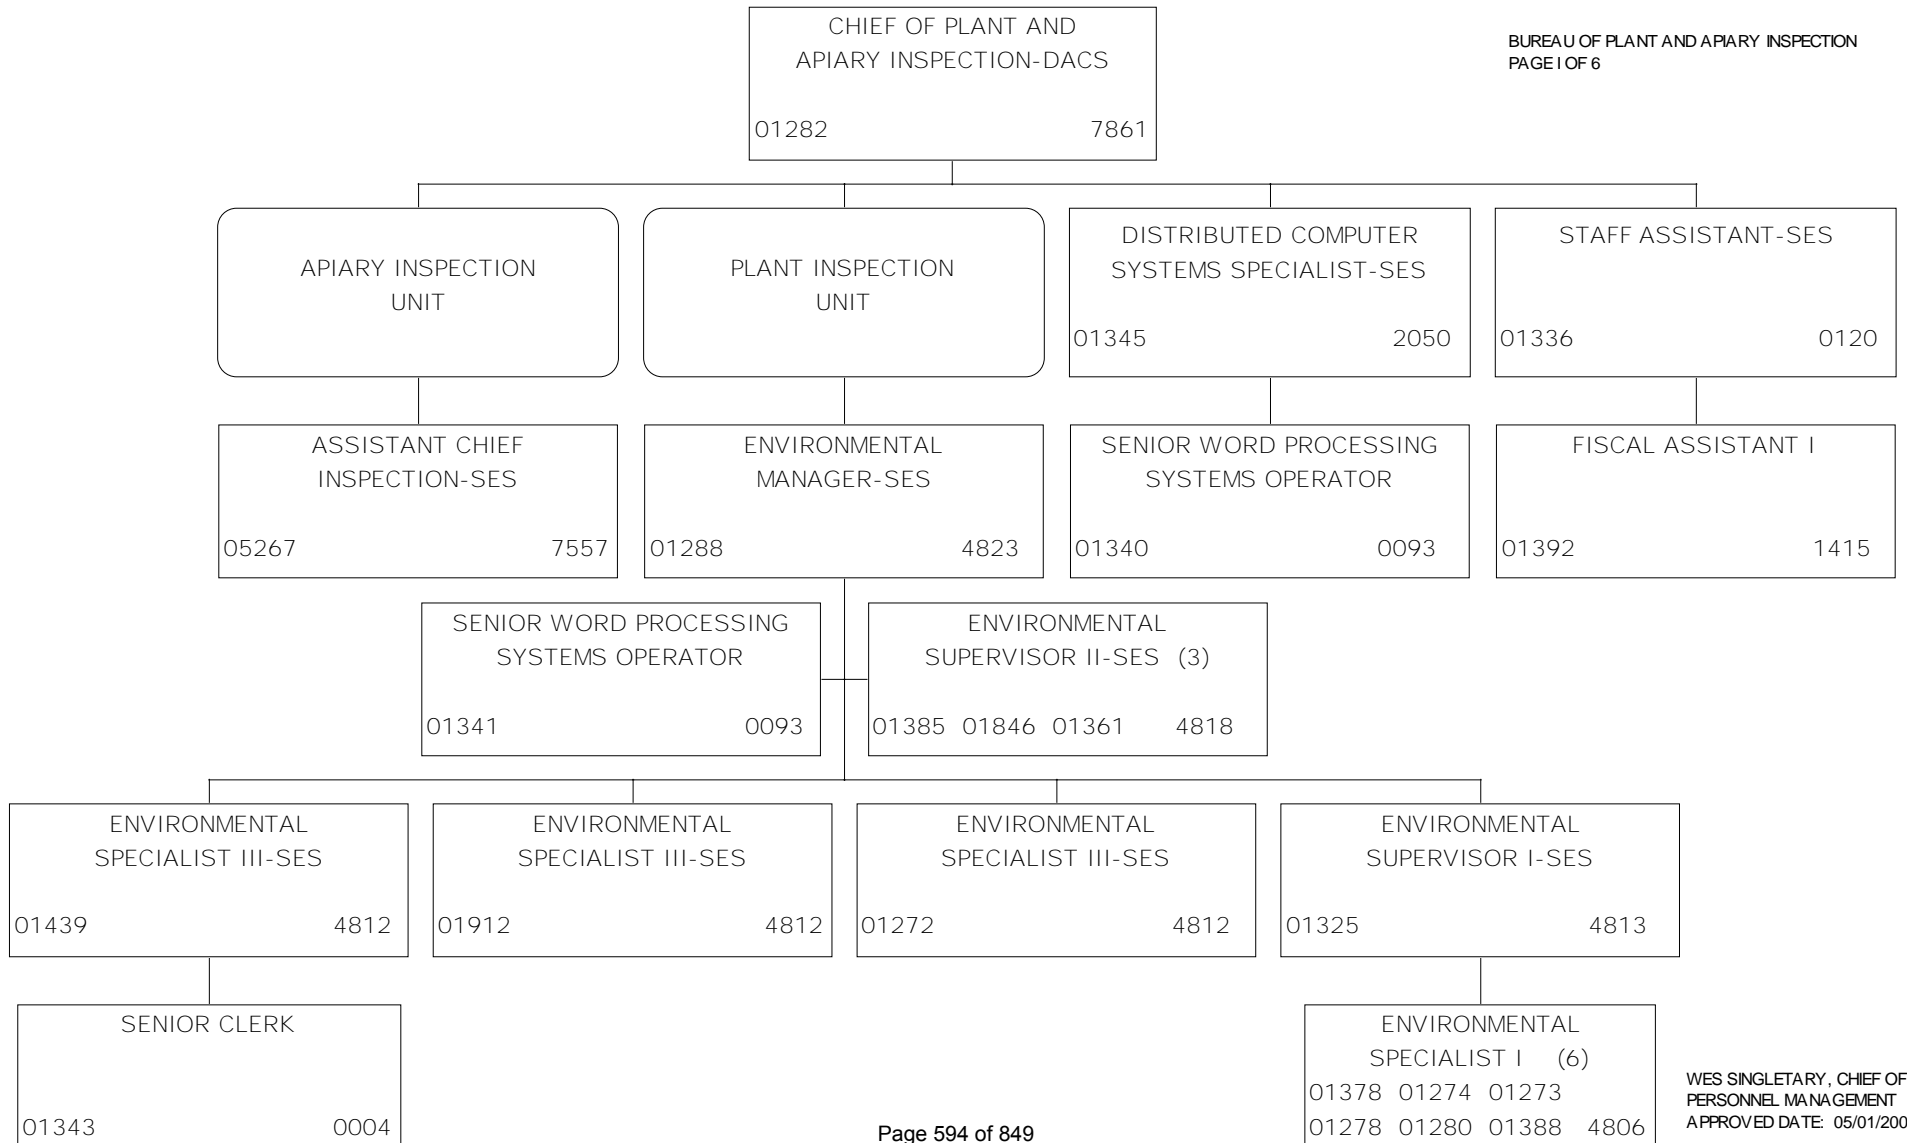 CHIEF OF PLANT AND
APIARY INSPECTION-DACS
01282 7861
BUREAU OF PLANT AND APIARY INSPECTION
PAGE I OF 6
APIARY INSPECTION
UNIT
PLANT INSPECTION
UNIT
DISTRIBUTED COMPUTER
SYSTEMS SPECIALIST-SES
01345 2050
STAFF ASSISTANT-SES
01336 0120
ASSISTANT CHIEF
INSPECTION-SES
05267 7557
ENVIRONMENTAL
MANAGER-SES
01288 4823
SENIOR WORD PROCESSING
SYSTEMS OPERATOR
01340 0093
FISCAL ASSISTANT I
01392 1415
SENIOR WORD PROCESSING
SYSTEMS OPERATOR
01341 0093
ENVIRONMENTAL
SUPERVISOR II-SES (3)
01385 01846 01361 4818
ENVIRONMENTAL
SPECIALIST III-SES
01439 4812
ENVIRONMENTAL
SPECIALIST III-SES
01912 4812
ENVIRONMENTAL
SPECIALIST III-SES
01272 4812
ENVIRONMENTAL
SUPERVISOR I-SES
01325 4813
SENIOR CLERK
01343 0004
ENVIRONMENTAL
SPECIALIST I (6)
01378 01274 01273
01278 01280 01388 4806
WES SINGLETARY, CHIEF OF
PERSONNEL MANAGEMENT
APPROVED DATE: 05/01/200
Page 594 of 849